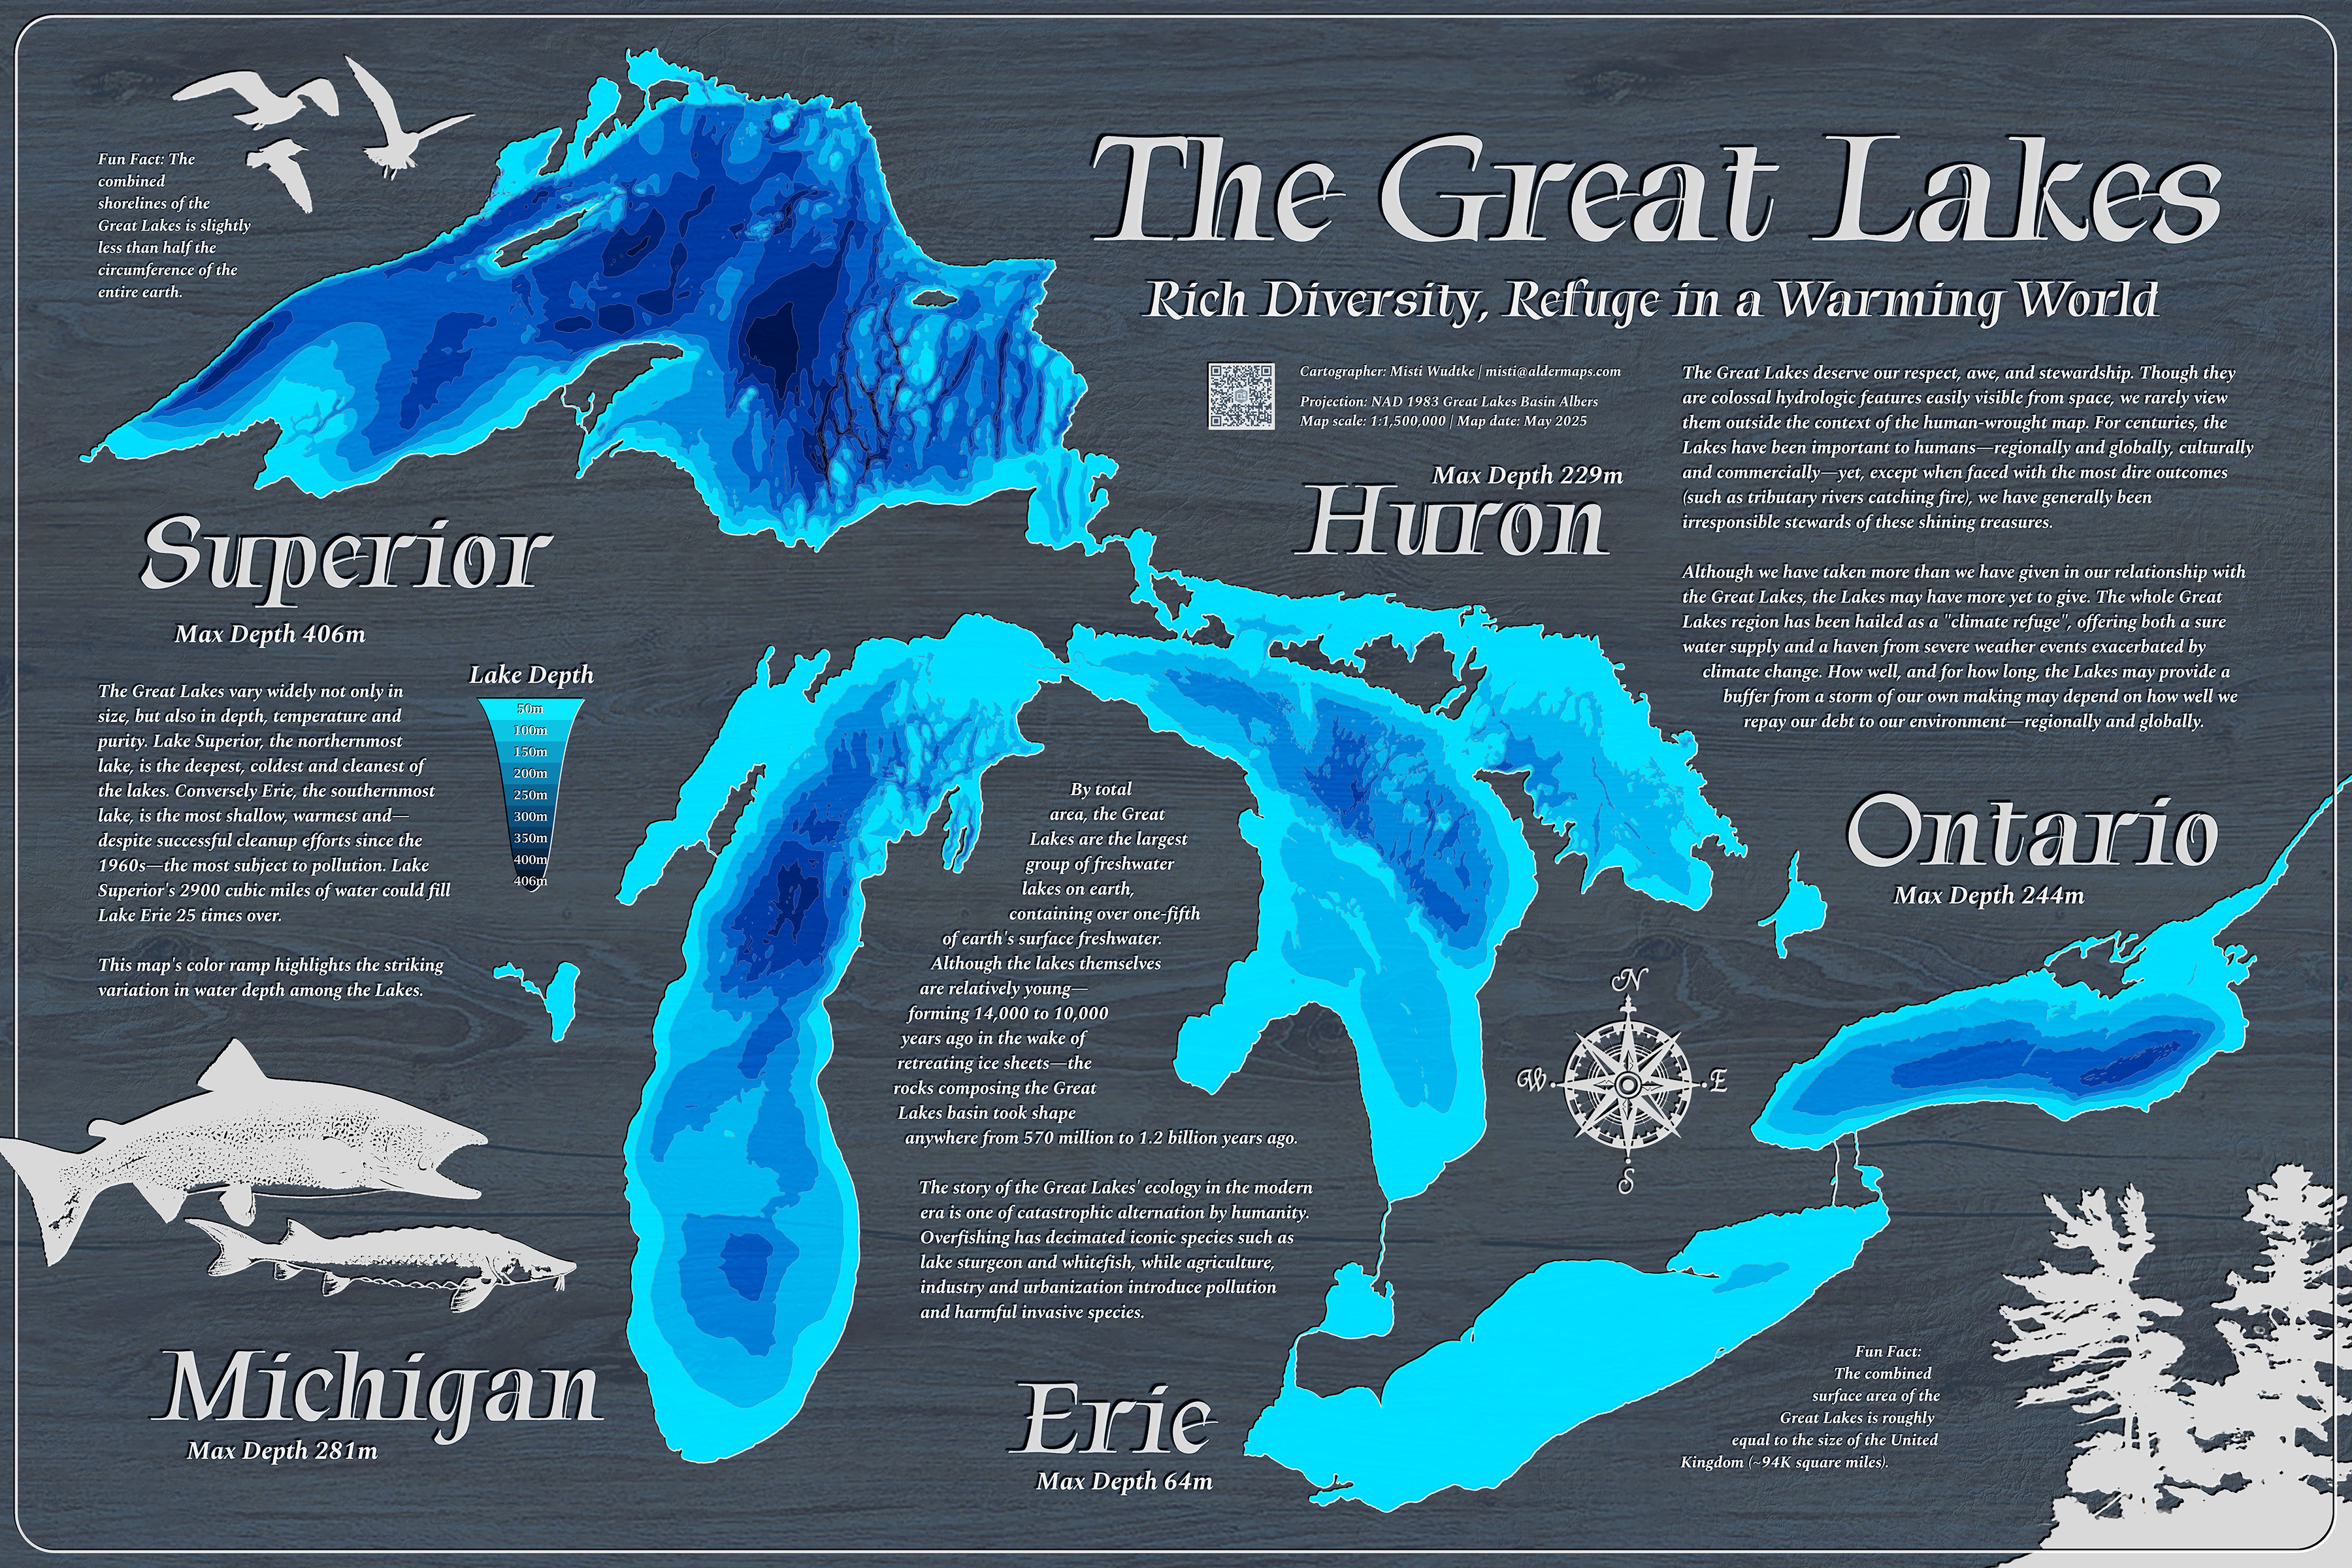 The Great Lakes
Rich Diversity, Refuge in a Warming World
Fun Fact: The
combined
shorelines of the
Great Lakes is slightly
less than half the
circumference of the
entire earth.
Cartographer: Misti Wudtke | misti@aldermaps.com
Projection: NAD 1983 Great Lakes Basin Albers
Map scale: 1:1,500,000 | Map date: May 2025
The Great Lakes deserve our respect, awe, and stewardship. Though they
are colossal hydrologic features easily visible from space, we rarely view
them outside the context of the human-wrought map. For centuries, the
Lakes have been important to humans—regionally and globally, culturally
and commercially—yet, except when faced with the most dire outcomes
(such as tributary rivers catching fire), we have generally been
irresponsible stewards of these shining treasures.
Although we have taken more than we have given in our relationship with
the Great Lakes, the Lakes may have more yet to give. The whole Great
Lakes region has been hailed as a "climate refuge", offering both a sure
water supply and a haven from severe weather events exacerbated by
climate change. How well, and for how long, the Lakes may provide a
buffer from a storm of our own making may depend on how well we
repay our debt to our environment—regionally and globally.
Max Depth 229m
Huron
Superior
Max Depth 406m
The Great Lakes vary widely not only in
size, but also in depth, temperature and
purity. Lake Superior, the northernmost
lake, is the deepest, coldest and cleanest of
the lakes. Conversely Erie, the southernmost
lake, is the most shallow, warmest and—
despite successful cleanup efforts since the
1960s—the most subject to pollution. Lake
Superior's 2900 cubic miles of water could fill
Lake Erie 25 times over.
This map's color ramp highlights the striking
variation in water depth among the Lakes.
Lake Depth
50m
100m
150m
200m
250m
300m
350m
400m
406m
By total
area, the Great
Lakes are the largest
group of freshwater
lakes on earth,
containing over one-fifth
of earth's surface freshwater.
Although the lakes themselves
are relatively young—
forming 14,000 to 10,000
years ago in the wake of
retreating ice sheets—the
rocks composing the Great
Lakes basin took shape
anywhere from 570 million to 1.2 billion years ago.
The story of the Great Lakes' ecology in the modern
era is one of catastrophic alternation by humanity.
Overfishing has decimated iconic species such as
lake sturgeon and whitefish, while agriculture,
industry and urbanization introduce pollution
and harmful invasive species.
Ontario
Max Depth 244m
N
W
E
S
Michigan
Max Depth 281m
Erie
Max Depth 64m
Fun Fact:
The combined
surface area of the
Great Lakes is roughly
equal to the size of the United
Kingdom (~94K square miles).